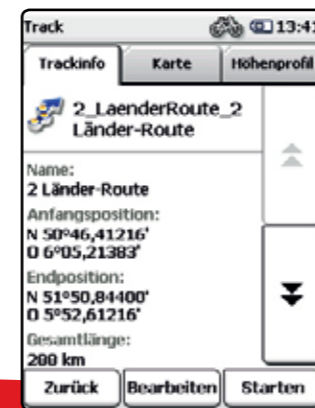 Track 13:41
Trackinfo Karte Höhenprofil
2_LaenderRoute_2
Länder-Route
Name:
2 Länder-Route
Anfangsposition:
N 50°46,41216'
O 6°05,21383'
Endposition:
N 51°50,84400'
O 5°52,61216'
Gesamtlänge:
200 km
Zurück Bearbeiten Starten